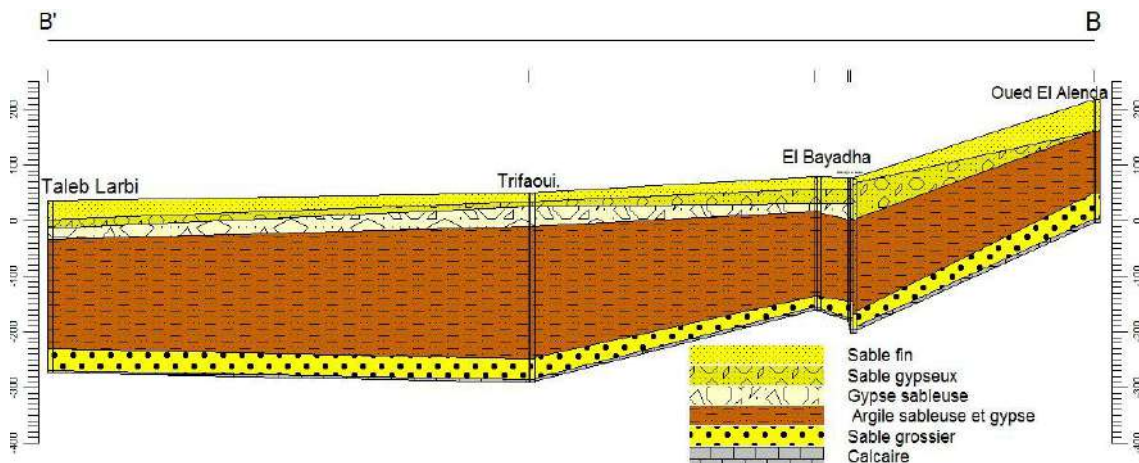 B' B
Oued El Alenda
El Bayadha
Taleb Larbi
Trifaoui.
200 200
100 100
0 0
-100 -100
-200 -200
-300 -300
-400 -400
Sable fin
Sable gypseux
Gypse sableuse
Argile sableuse et gypse
Sable grossier
Calcaire